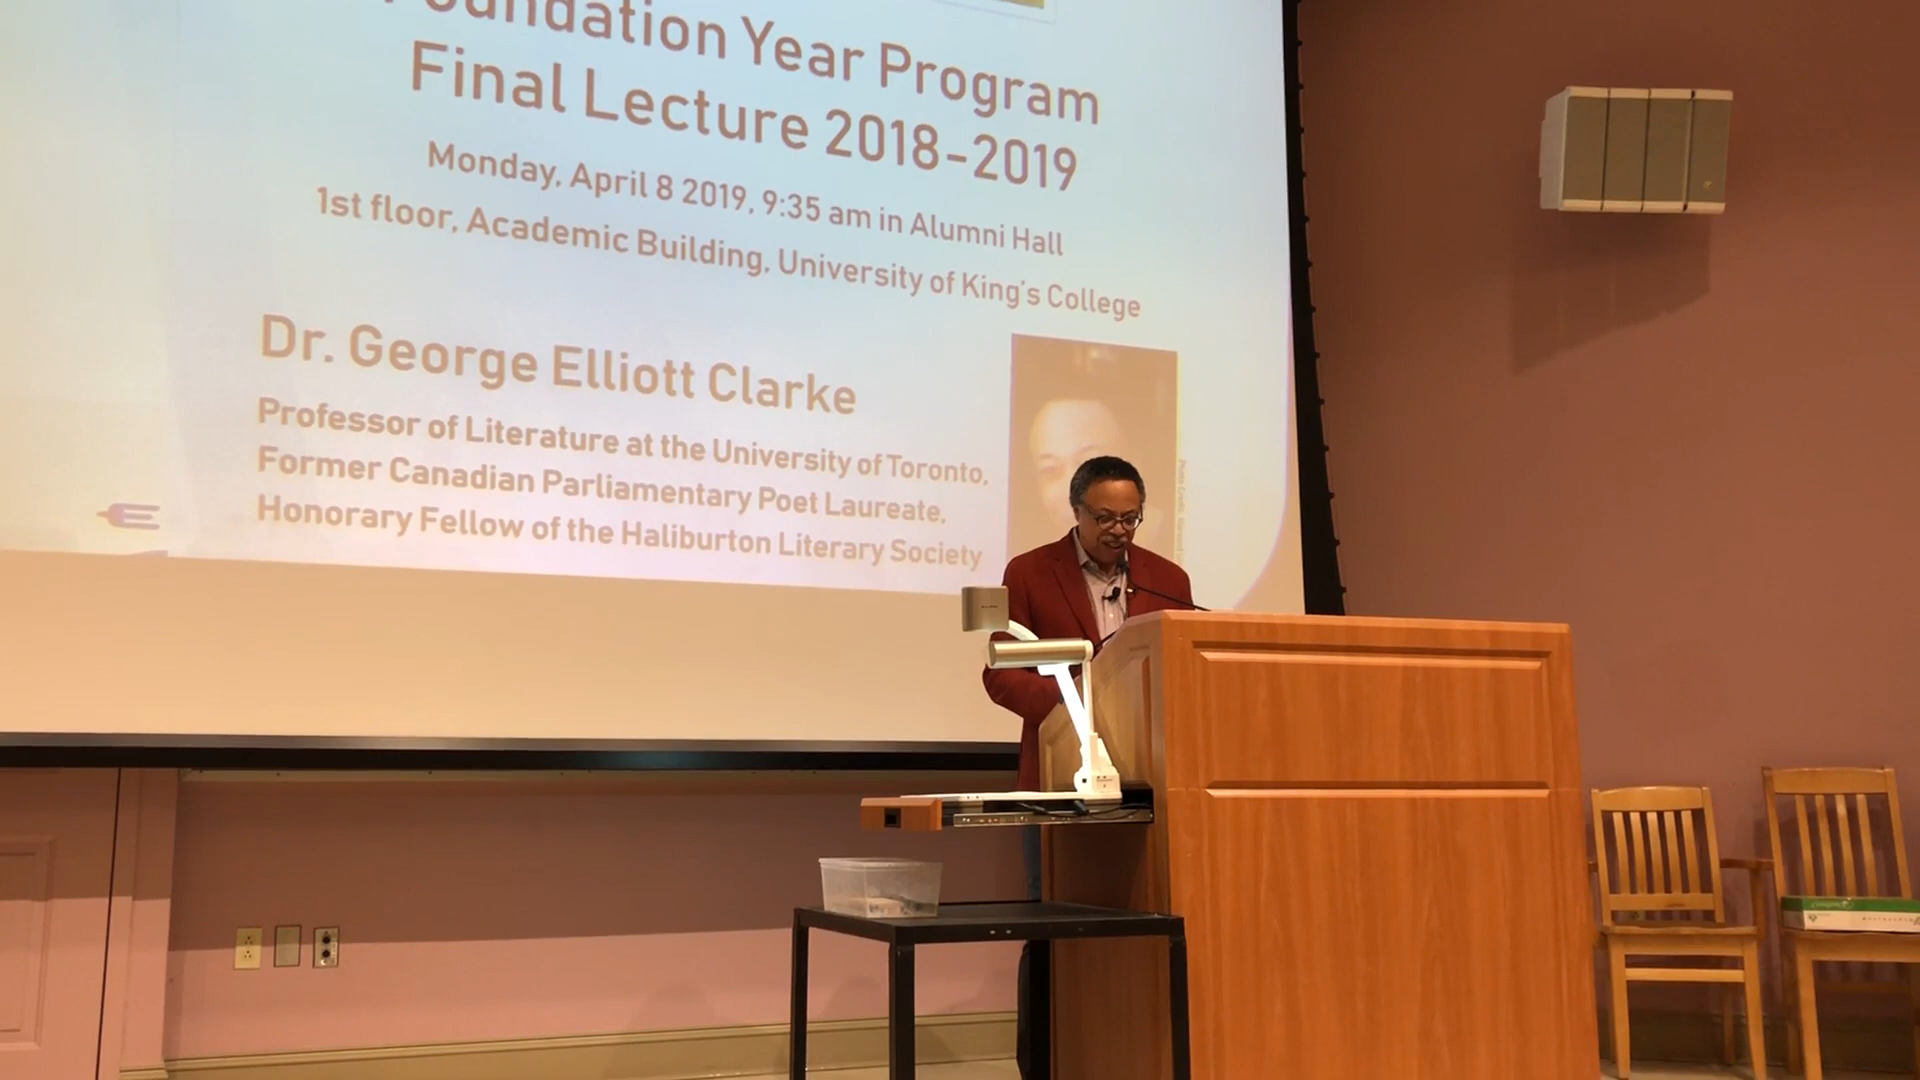 Foundation Year Program
Final Lecture 2018-2019
Monday, April 8 2019, 9:35 am in Alumni Hall
1st floor, Academic Building, University of King's College
Dr. George Elliott Clarke
Professor of Literature at the University of Toronto,
Former Canadian Parliamentary Poet Laureate,
Honorary Fellow of the Haliburton Literary Society